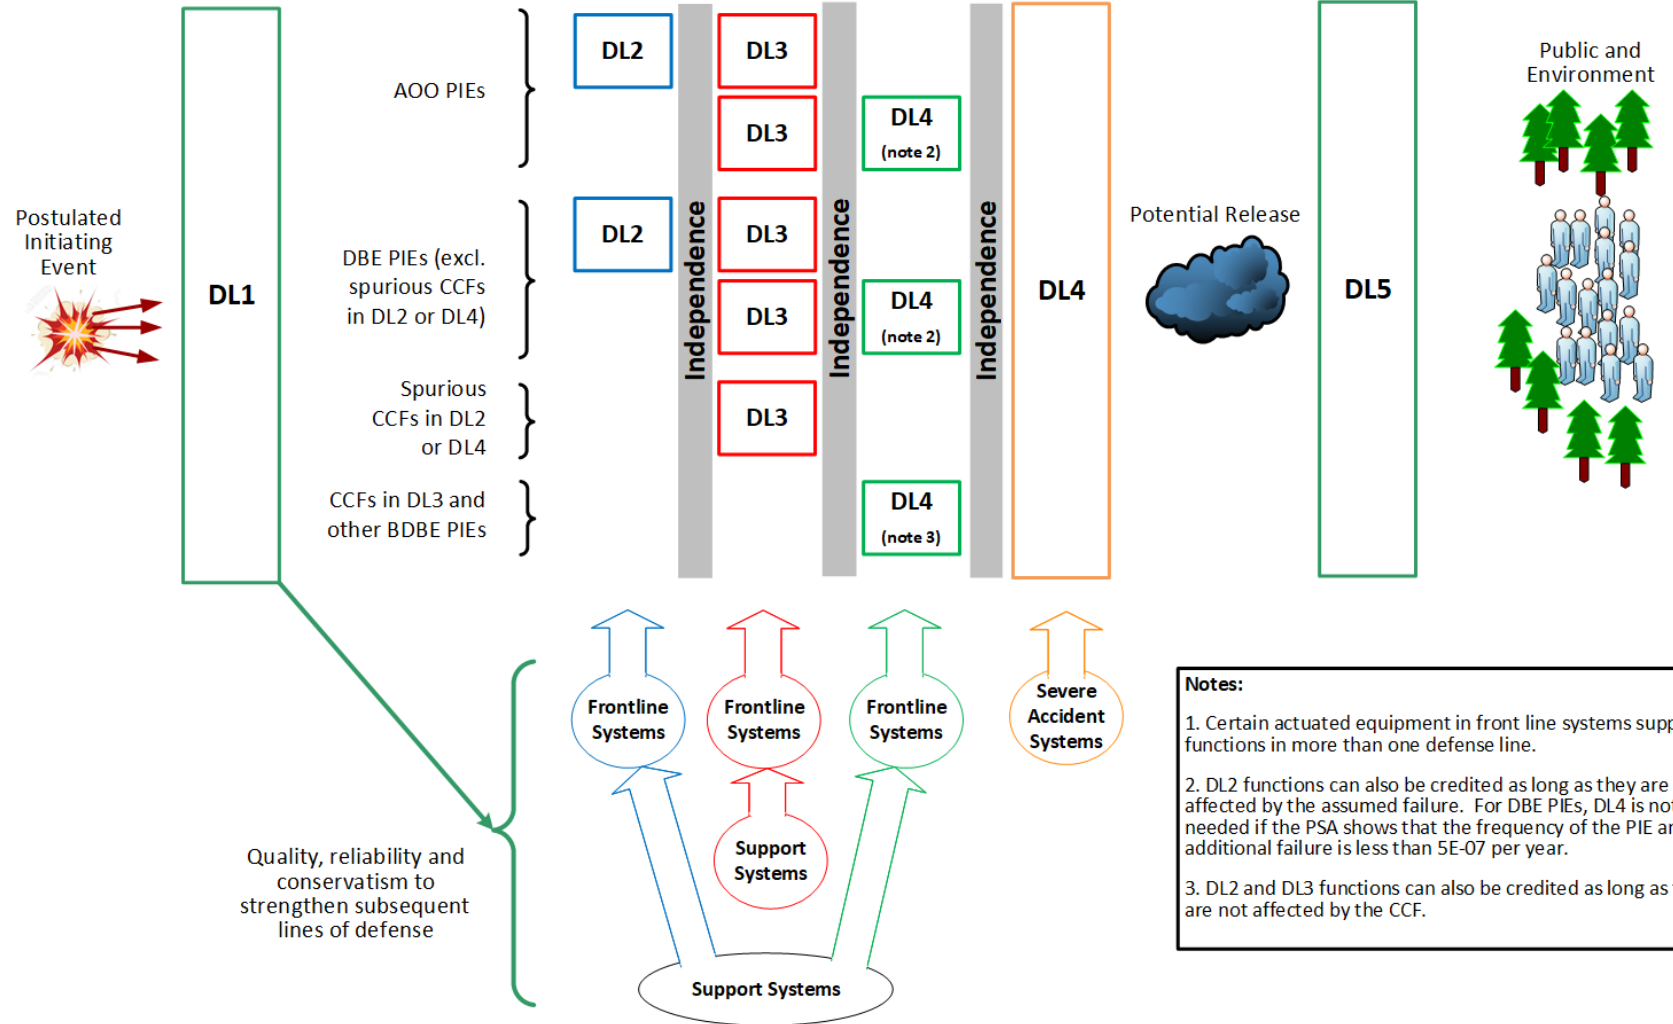 Postulated
Initiating
Event
DL1
AOO PIEs
DBE PIEs (excl.
spurious CCFs
in DL2 or DL4)
Spurious
CCFs in DL2
or DL4
CCFs in DL3 and
other BDBE PIEs
DL2
DL3
DL3
DL4
(note 2)
DL2
DL3
DL3
DL4
(note 2)
DL3
DL4
(note 3)
Independence
Independence
Independence
DL4
Potential Release
DL5
Public and
Environment
Frontline
Systems
Frontline
Systems
Frontline
Systems
Severe
Accident
Systems
Support
Systems
Support Systems
Quality, reliability and
conservatism to
strengthen subsequent
lines of defense
Notes:
1. Certain actuated equipment in front line systems
functions in more than one defense line.
2. DL2 functions can also be credited as long as they are
affected by the assumed failure. For DBE PIEs, DL4 is
needed if the PSA shows that the frequency of the PIE
additional failure is less than 5E-07 per year.
3. DL2 and DL3 functions can also be credited as long as
are not affected by the CCF.